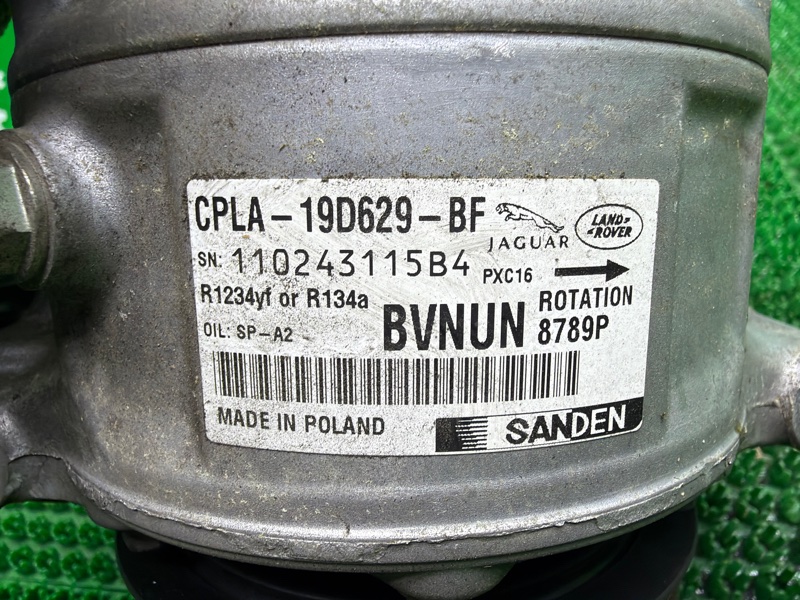 CPLA-19D629-BF
JAGUAR
LAND-
-ROVER
SN: 110243115B4 PXC16
R1234yf or R134a
ROTATION
OIL: SP-A2
BVNUN 8789P
MADE IN POLAND
SANDEN